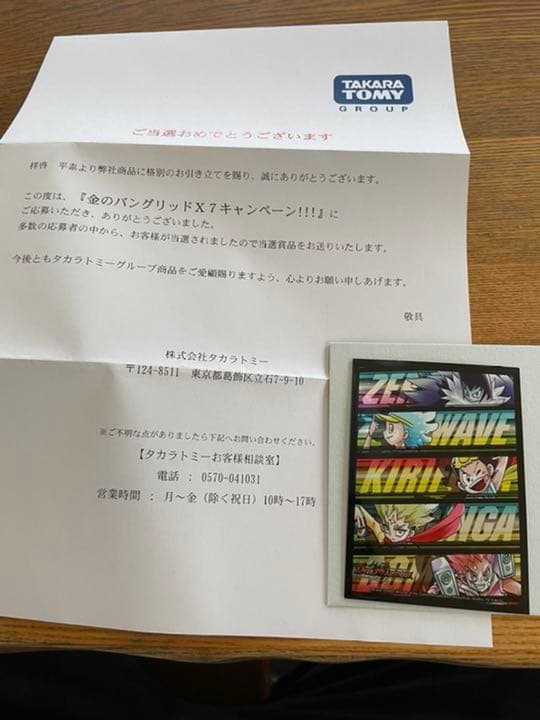 TAKARA
TOMY
GROUP
ご当選おめでとうございます
拝啓 平素より弊社商品に格別のお引き立てを賜り、誠にありがとうございます。
この度は、『金のバングリッドX７キャンペーン!!!』に
ご応募いただき、ありがとうございました。
多数の応募者の中から、お客様が当選されましたので当選賞品をお送りいたします。
今後ともタカラトミーグループ商品をご愛顧賜りますよう、心よりお願い申しあげます。
敬具
株式会社タカラトミー
〒124-8511 東京都葛飾区立石7-9-10
※ご不明な点がありましたら下記へお問い合わせください。
【タカラトミーお客様相談室】
電話 : 0570-041031
営業時間 : 月～金（除く祝日）10時～17時
WAVE